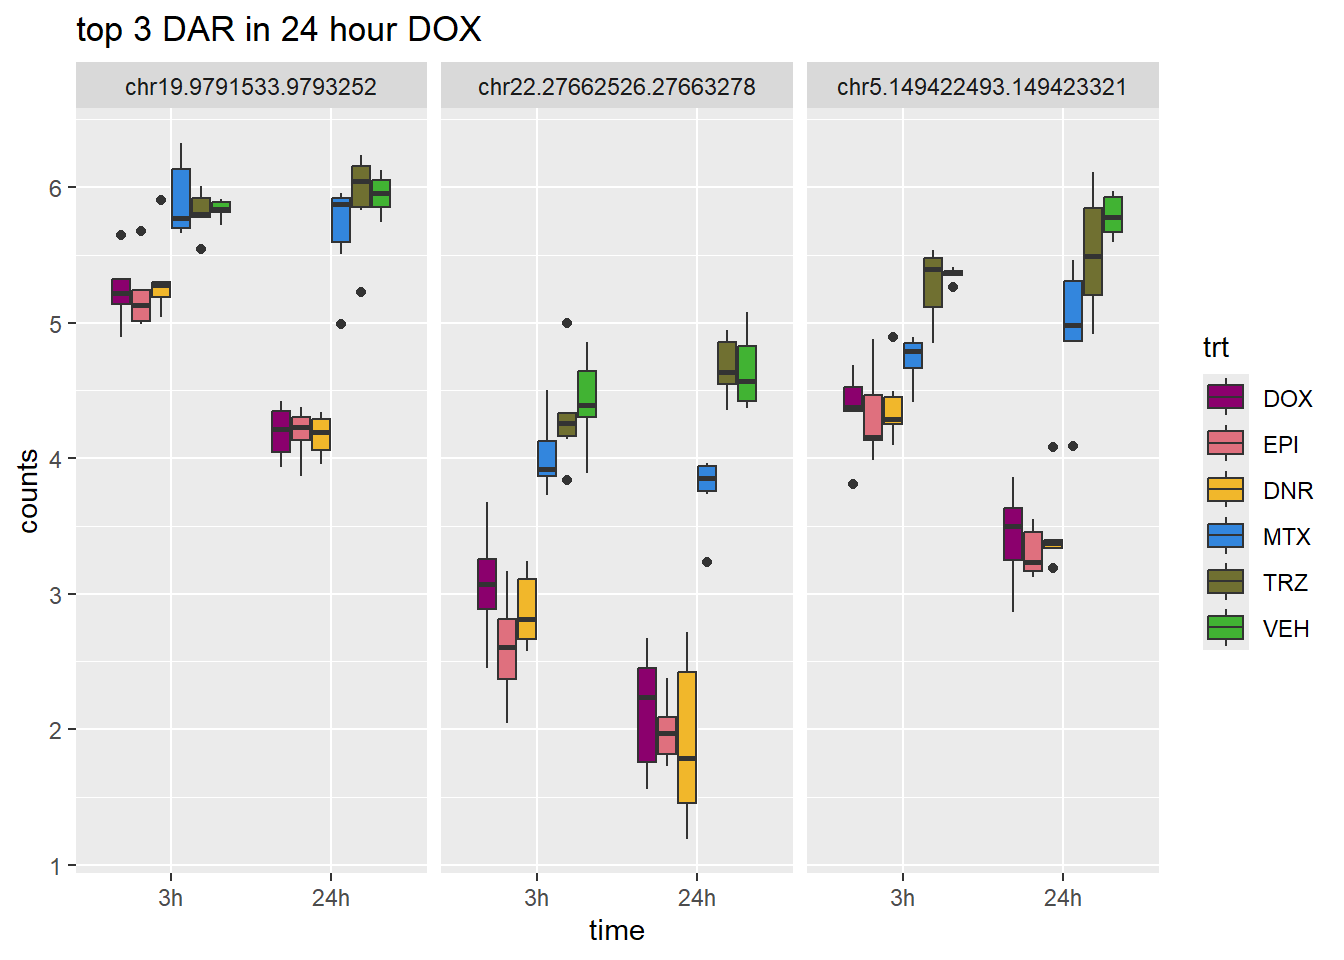 top 3 DAR in 24 hour DOX
chr19.9791533.9793252 chr22.27662526.27663278 chr5.149422493.149423321
6
5
4
3
2
1
counts
3h 24h 3h 24h 3h 24h
time
trt
DOX
EPI
DNR
MTX
TRZ
VEH